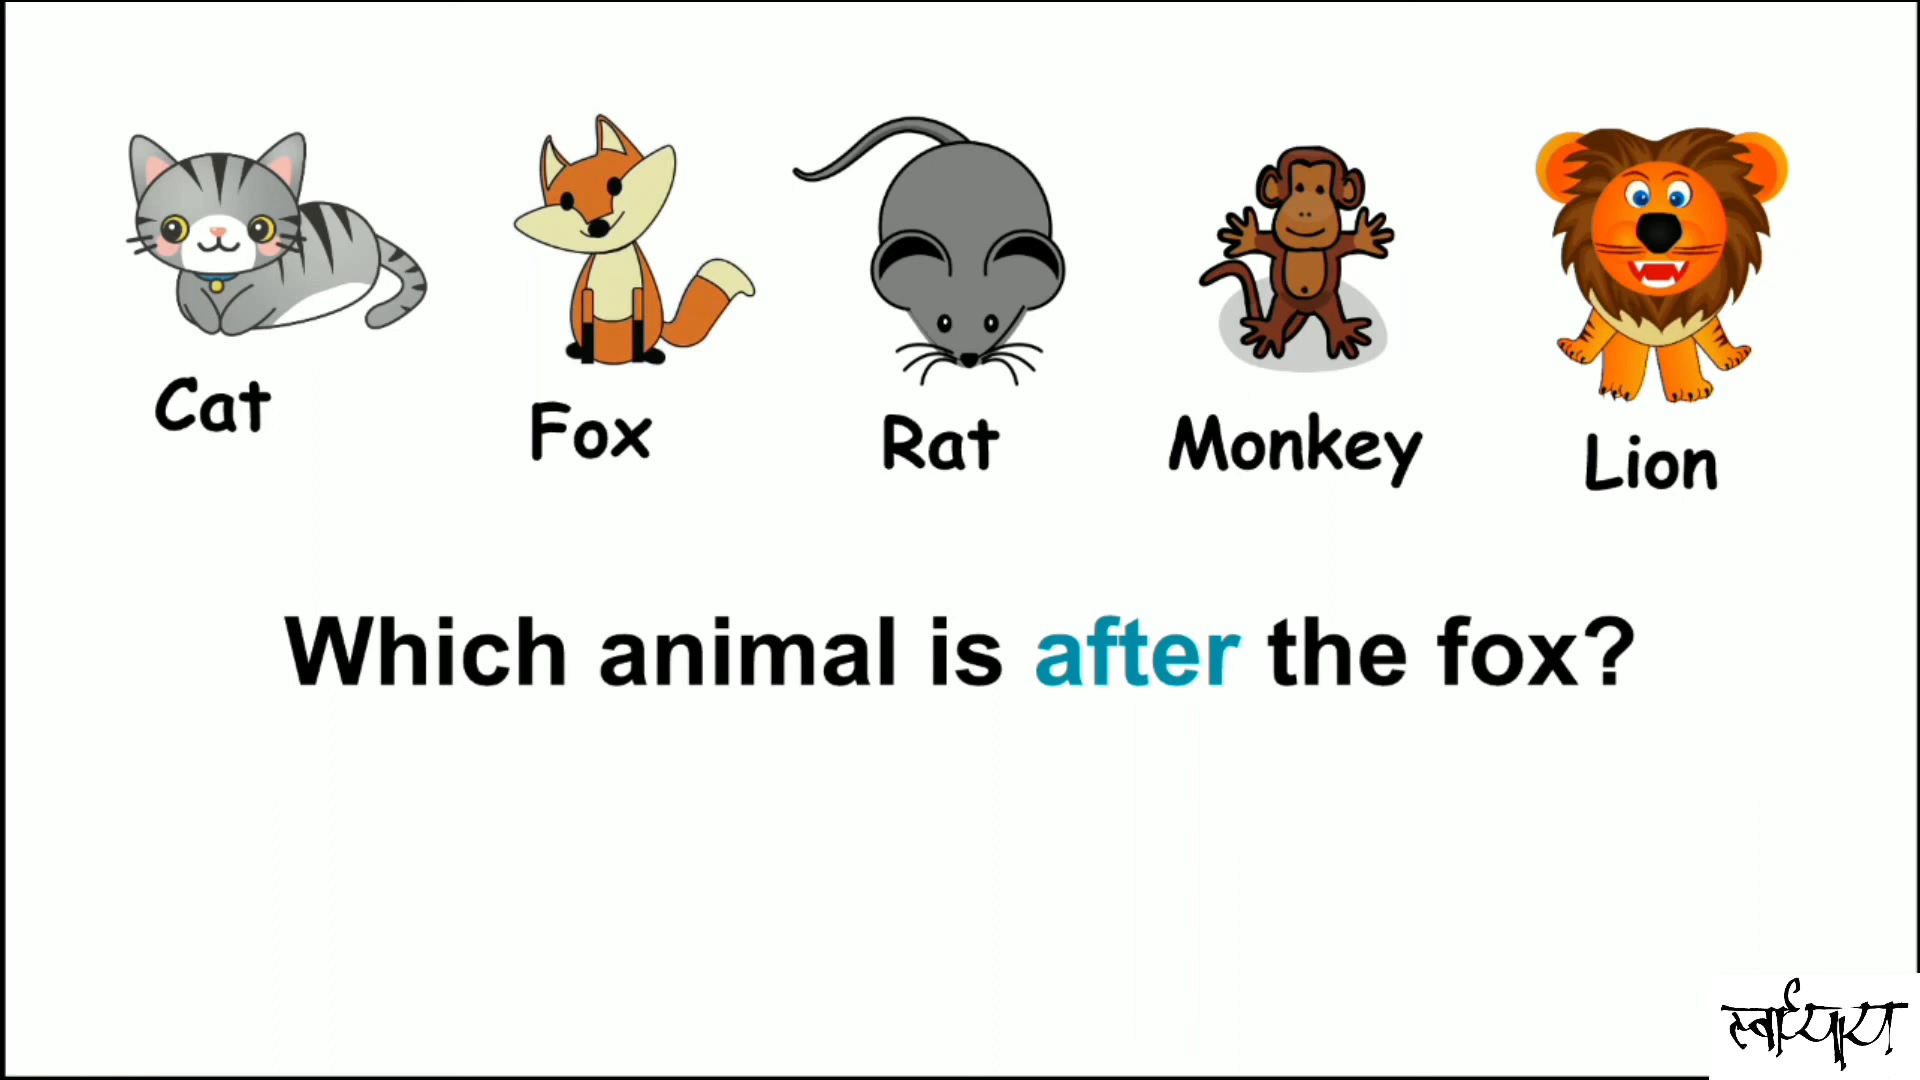 Cat Fox Rat Monkey Lion
Which animal is after the fox?
स्वाध्याय